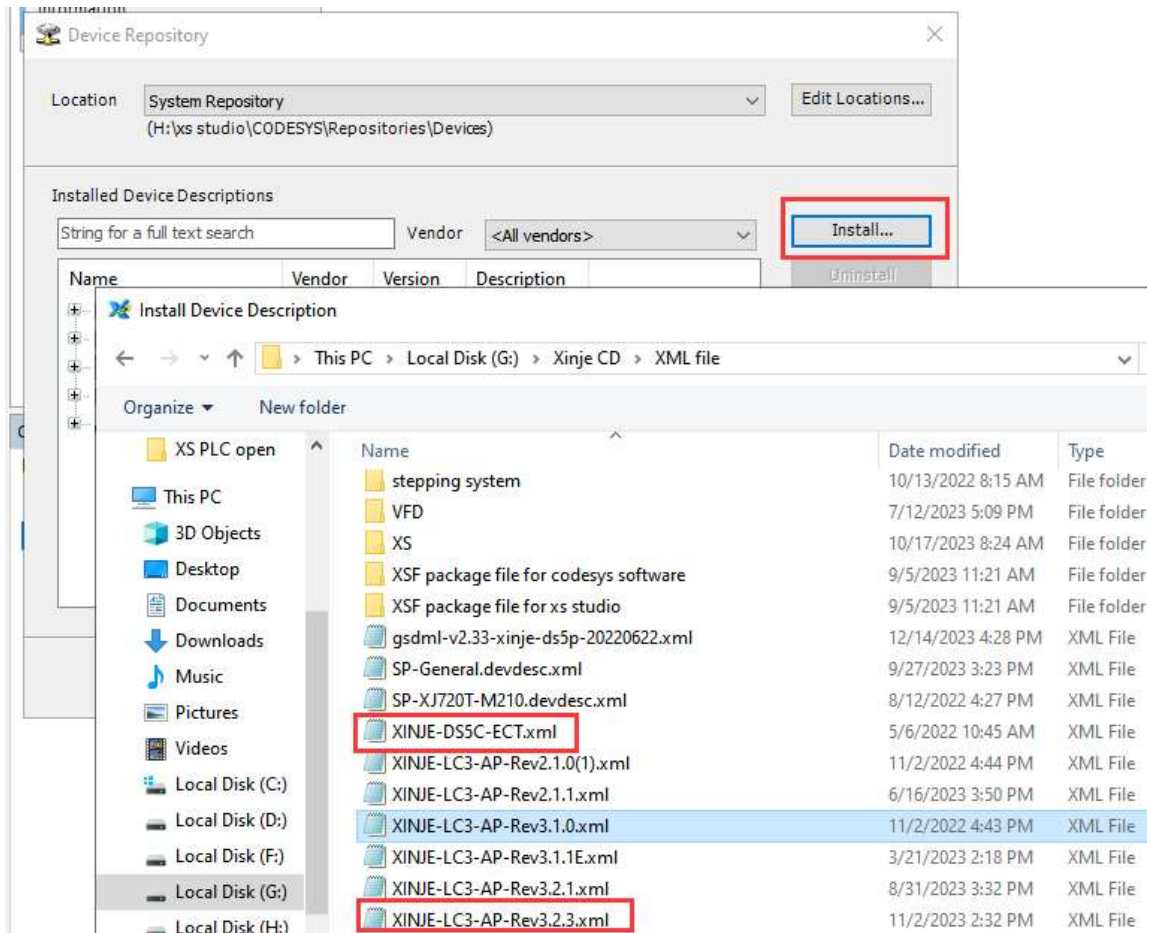 Information
Device Repository
Location System Repository Edit Locations...
(H:\xs studio\CODESYS\Repositories\Devices)
Installed Device Descriptions
String for a full text search Vendor <All vendors> Install...
Name Vendor Version Description Uninstall
Install Device Description
This PC > Local Disk (G:) > Xinje CD > XML file
Organize New folder
XS PLC open Name Date modified Type
stepping system 10/13/2022 8:15 AM File folder
This PC VFD 7/12/2023 5:09 PM File folder
3D Objects XS 10/17/2023 8:24 AM File folder
Desktop XSF package file for codesys software 9/5/2023 11:21 AM File folder
Documents XSF package file for xs studio 9/5/2023 11:21 AM File folder
Downloads gsdml-v2.33-xinje-ds5p-20220622.xml 12/14/2023 4:28 PM XML File
Music SP-General.devdesc.xml 9/27/2023 3:23 PM XML File
Pictures SP-XJ720T-M210.devdesc.xml 8/12/2022 4:27 PM XML File
Videos XINJE-DS5C-ECT.xml 5/6/2022 10:45 AM XML File
Local Disk (C:) XINJE-LC3-AP-Rev2.1.0(1).xml 11/2/2022 4:44 PM XML File
Local Disk (D:) XINJE-LC3-AP-Rev2.1.1.xml 6/16/2023 3:50 PM XML File
Local Disk (F:) XINJE-LC3-AP-Rev3.1.0.xml 11/2/2022 4:43 PM XML File
XINJE-LC3-AP-Rev3.1.1E.xml 3/21/2023 2:18 PM XML File
Local Disk (G:) XINJE-LC3-AP-Rev3.2.1.xml 8/31/2023 3:32 PM XML File
Local Disk (H:) XINJE-LC3-AP-Rev3.2.3.xml 11/2/2023 2:32 PM XML File